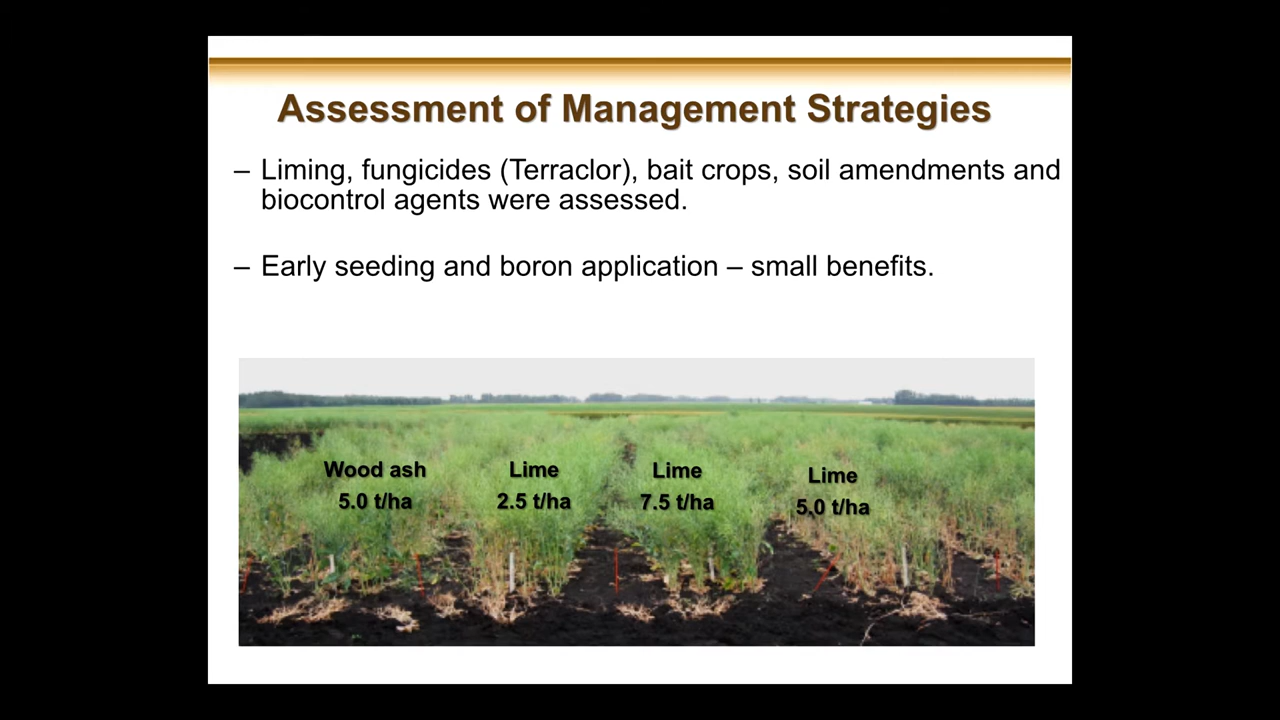 Assessment of Management Strategies
– Liming, fungicides (Terraclor), bait crops, soil amendments and
biocontrol agents were assessed.
– Early seeding and boron application – small benefits.
Wood ash
5.0 t/ha
Lime
2.5 t/ha
Lime
7.5 t/ha
Lime
5.0 t/ha